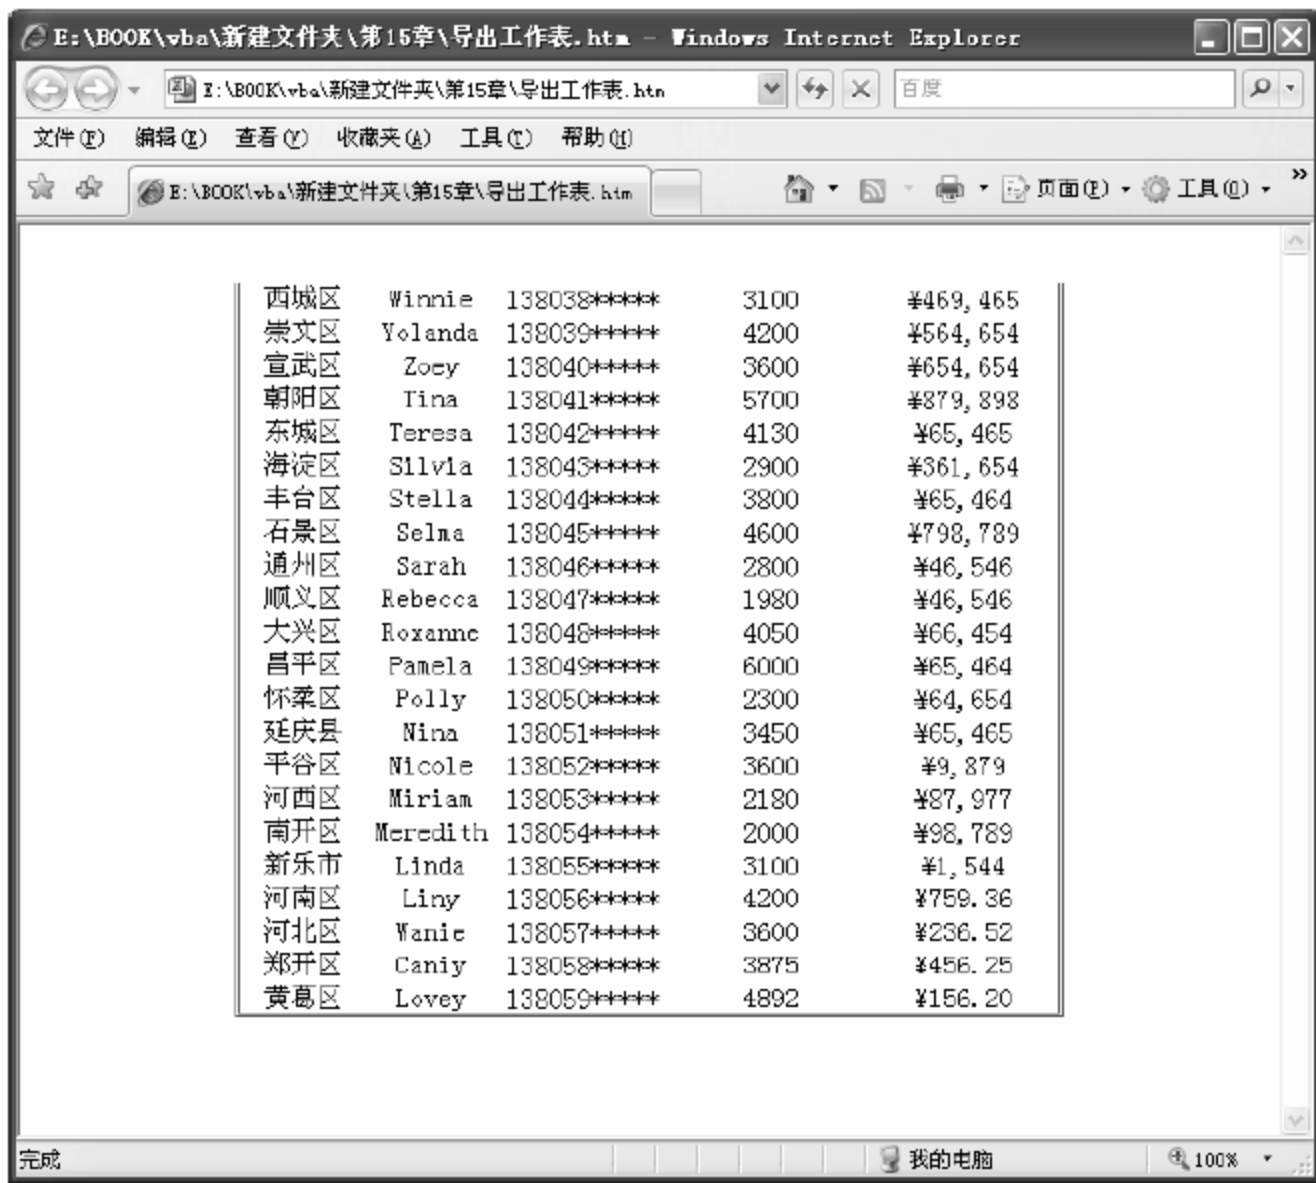 E:\BOOK\vba\新建文件夹\第15章\导出工作表.htm - Windows Internet Explorer
E:\BOOK\vba\新建文件夹\第15章\导出工作表.htm 百度
文件(F) 编辑(E) 查看(V) 收藏夹(A) 工具(T) 帮助(H)
E:\BOOK\vba\新建文件夹\第15章\导出工作表.htm 页面(P) 工具(O) »
西城区 Winnie 138038***** 3100 ¥469,465
崇文区 Yolanda 138039***** 4200 ¥564,654
宣武区 Zoey 138040***** 3600 ¥654,654
朝阳区 Tina 138041***** 5700 ¥879,898
东城区 Teresa 138042***** 4130 ¥65,465
海淀区 Silvia 138043***** 2900 ¥361,654
丰台区 Stella 138044***** 3800 ¥65,464
石景区 Selma 138045***** 4600 ¥798,789
通州区 Sarah 138046***** 2800 ¥46,546
顺义区 Rebecca 138047***** 1980 ¥46,546
大兴区 Roxanne 138048***** 4050 ¥66,454
昌平区 Pamela 138049***** 6000 ¥65,464
怀柔区 Polly 138050***** 2300 ¥64,654
延庆县 Nina 138051***** 3450 ¥65,465
平谷区 Nicole 138052***** 3600 ¥9,879
河西区 Miriam 138053***** 2180 ¥87,977
南开区 Meredith 138054***** 2000 ¥98,789
新乐市 Linda 138055***** 3100 ¥1,544
河南区 Liny 138056***** 4200 ¥759.36
河北区 Wanie 138057***** 3600 ¥236.52
郑开区 Caniy 138058***** 3875 ¥456.25
黄葛区 Lovey 138059***** 4892 ¥156.20
完成 我的电脑 100%